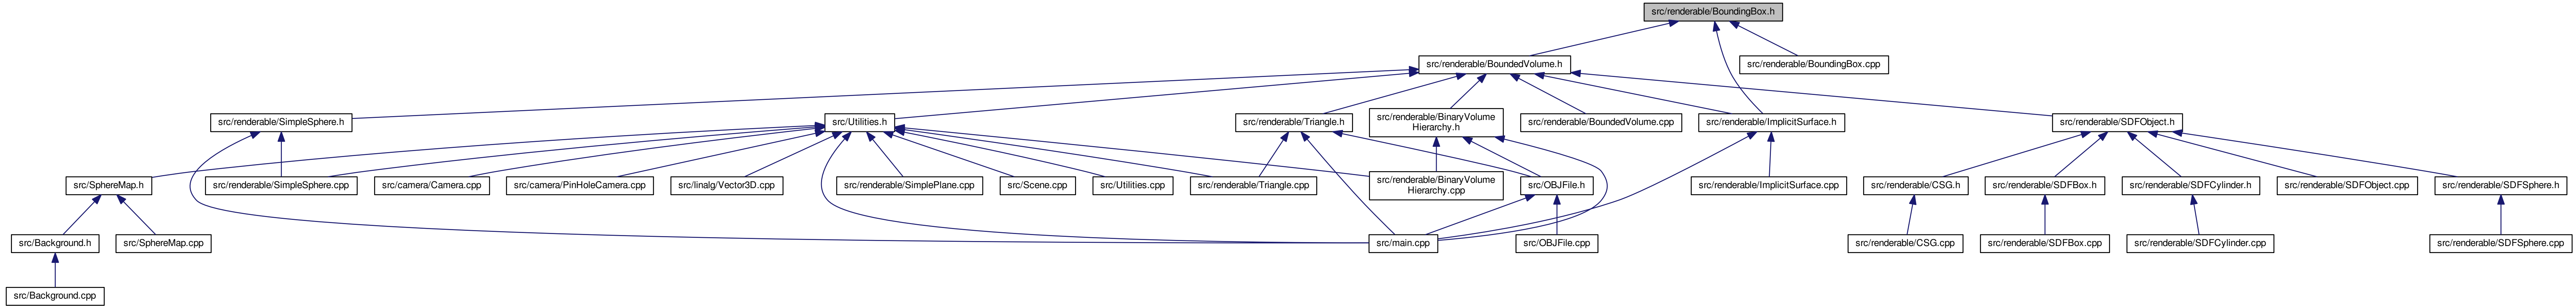 src/renderable/BoundingBox.h
src/renderable/BoundedVolume.h
src/renderable/BoundingBox.cpp
src/renderable/SimpleSphere.h
src/Utilities.h
src/renderable/Triangle.h
src/renderable/BinaryVolume
Hierarchy.h
src/renderable/BoundedVolume.cpp
src/renderable/ImplicitSurface.h
src/renderable/SDFObject.h
src/SphereMap.h
src/renderable/SimpleSphere.cpp
src/camera/Camera.cpp
src/camera/PinHoleCamera.cpp
src/linalg/Vector3D.cpp
src/renderable/SimplePlane.cpp
src/Scene.cpp
src/Utilities.cpp
src/renderable/Triangle.cpp
src/renderable/BinaryVolume
Hierarchy.cpp
src/OBJFile.h
src/renderable/ImplicitSurface.cpp
src/renderable/CSG.h
src/renderable/SDFBox.h
src/renderable/SDFCylinder.h
src/renderable/SDFObject.cpp
src/renderable/SDFSphere.h
src/Background.h
src/SphereMap.cpp
src/main.cpp
src/OBJFile.cpp
src/renderable/CSG.cpp
src/renderable/SDFBox.cpp
src/renderable/SDFCylinder.cpp
src/renderable/SDFSphere.cpp
src/Background.cpp